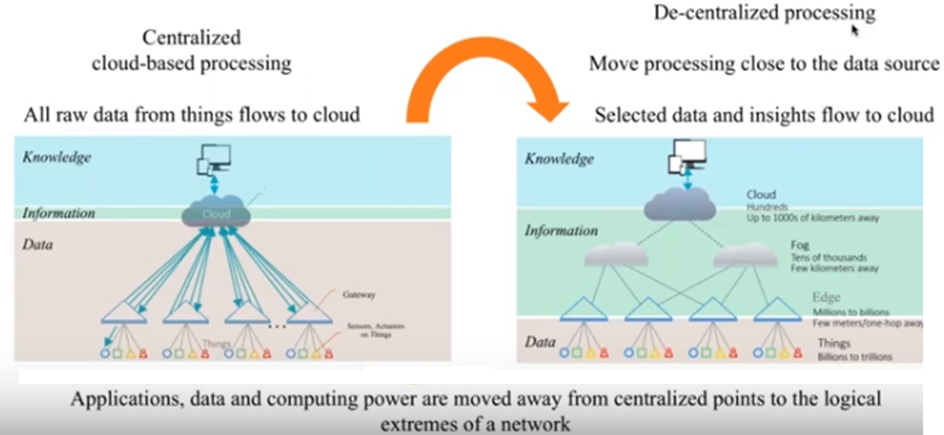 Centralized
cloud-based processing
All raw data from things flows to cloud
Knowledge
Information
Data
Cloud
Gateway
Sensors, Actuators
on Things
Things
De-centralized processing
Move processing close to the data source
Selected data and insights flow to cloud
Knowledge
Information
Data
Cloud
Hundreds
Up to 1000s of kilometers away
Fog
Tens of thousands
Few kilometers away
Edge
Millions to billions
Few meters/one-hop away
Things
Billions to trillions
Applications, data and computing power are moved away from centralized points to the logical
extremes of a network